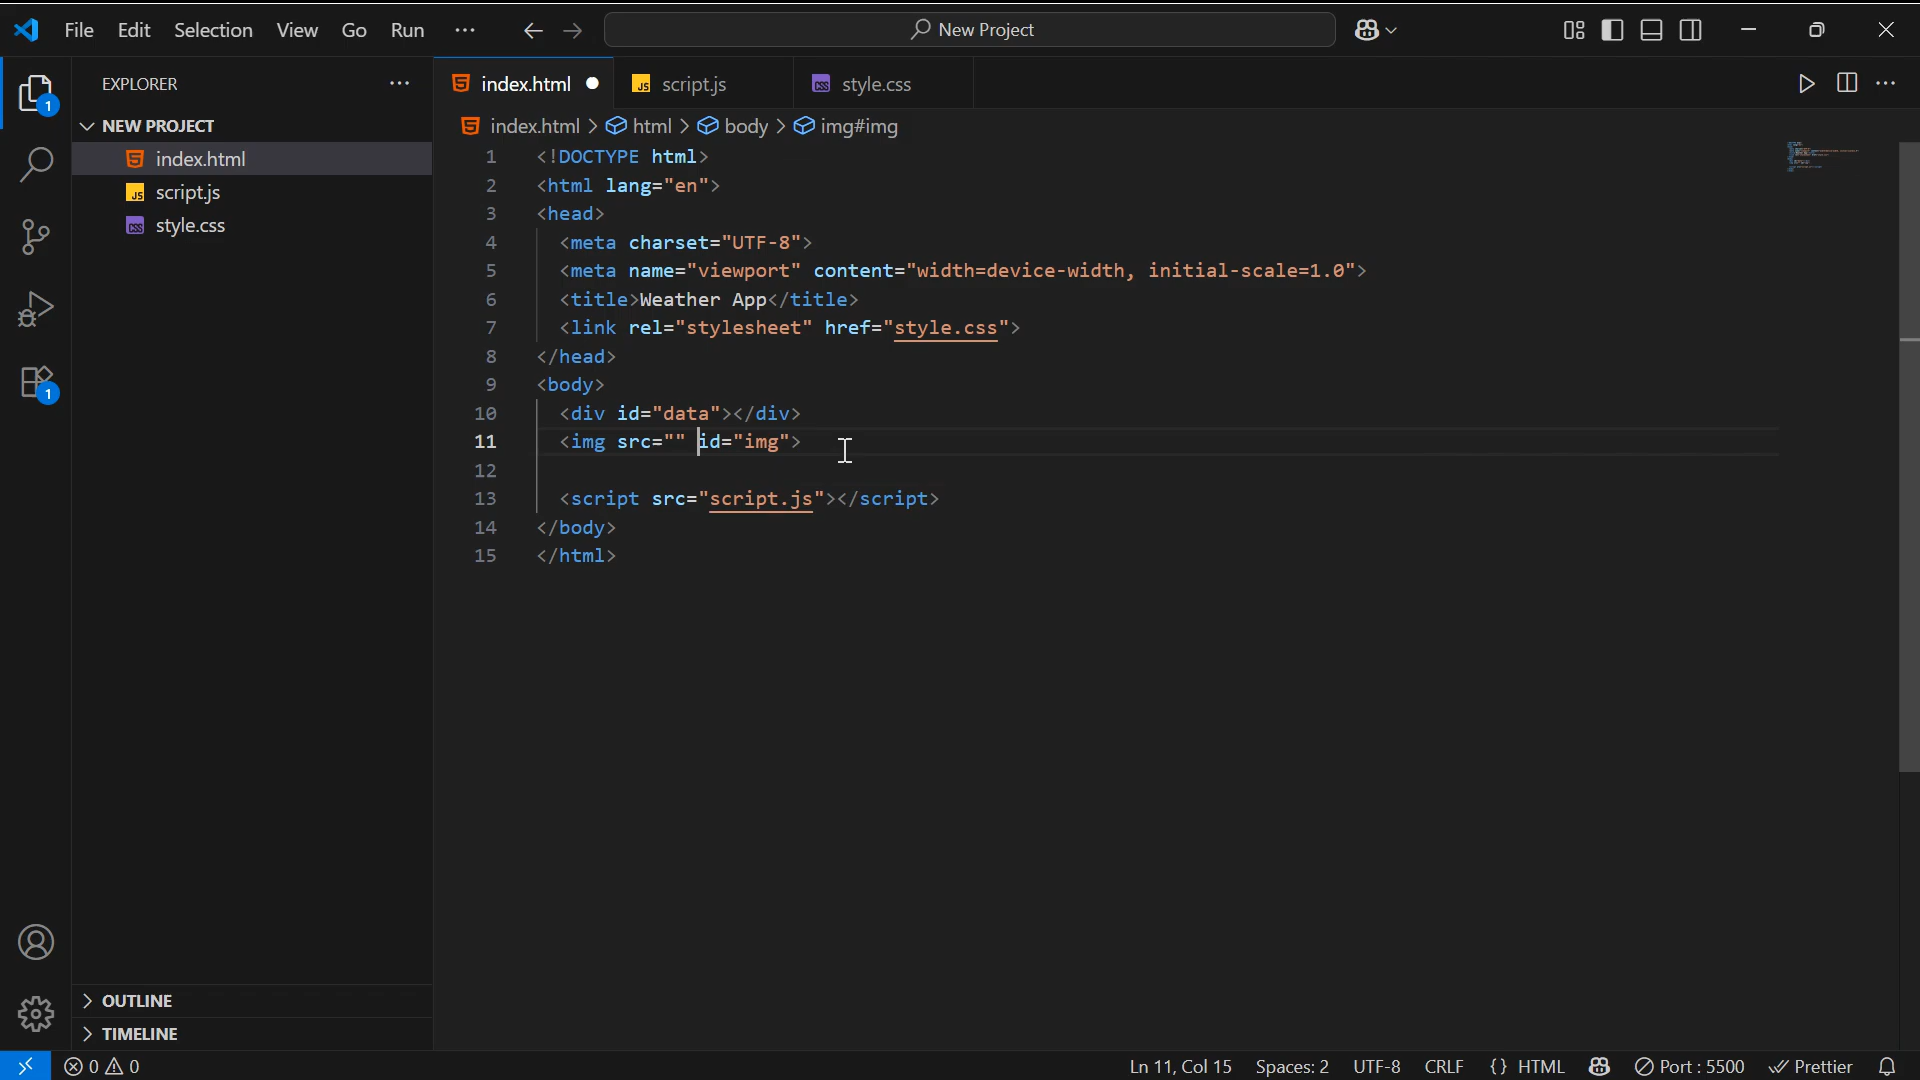 File Edit Selection View Go Run ··· New Project
EXPLORER ···
index.html script.js style.css
NEW PROJECT
index.html
script.js
style.css
index.html > html > body > img#img
1 <!DOCTYPE html>
2 <html lang="en">
3 <head>
4 <meta charset="UTF-8">
5 <meta name="viewport" content="width=device-width, initial-scale=1.0">
6 <title>Weather App</title>
7 <link rel="stylesheet" href="style.css">
8 </head>
9 <body>
10 <div id="data"></div>
11 <img src="" id="img">
12
13 <script src="script.js"></script>
14 </body>
15 </html>
1
1
OUTLINE
TIMELINE
0 0 Ln 11, Col 15 Spaces: 2 UTF-8 CRLF {} HTML Port : 5500 Prettier